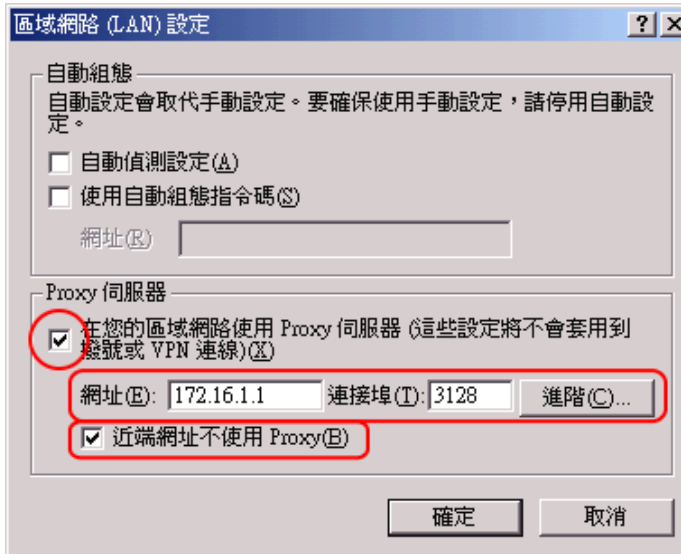 區域網路 (LAN) 設定
自動組態
自動設定會取代手動設定。要確保使用手動設定,請停用自動設
定。
自動偵測設定(A)
使用自動組態指令碼(S)
網址(R)
Proxy 伺服器
在您的區域網路使用 Proxy 伺服器 (這些設定將不會套用到
撥號或 VPN 連線)(X)
網址(E): 172.16.1.1 連接埠(T): 3128 進階(C)...
近端網址不使用 Proxy(B)
確定 取消